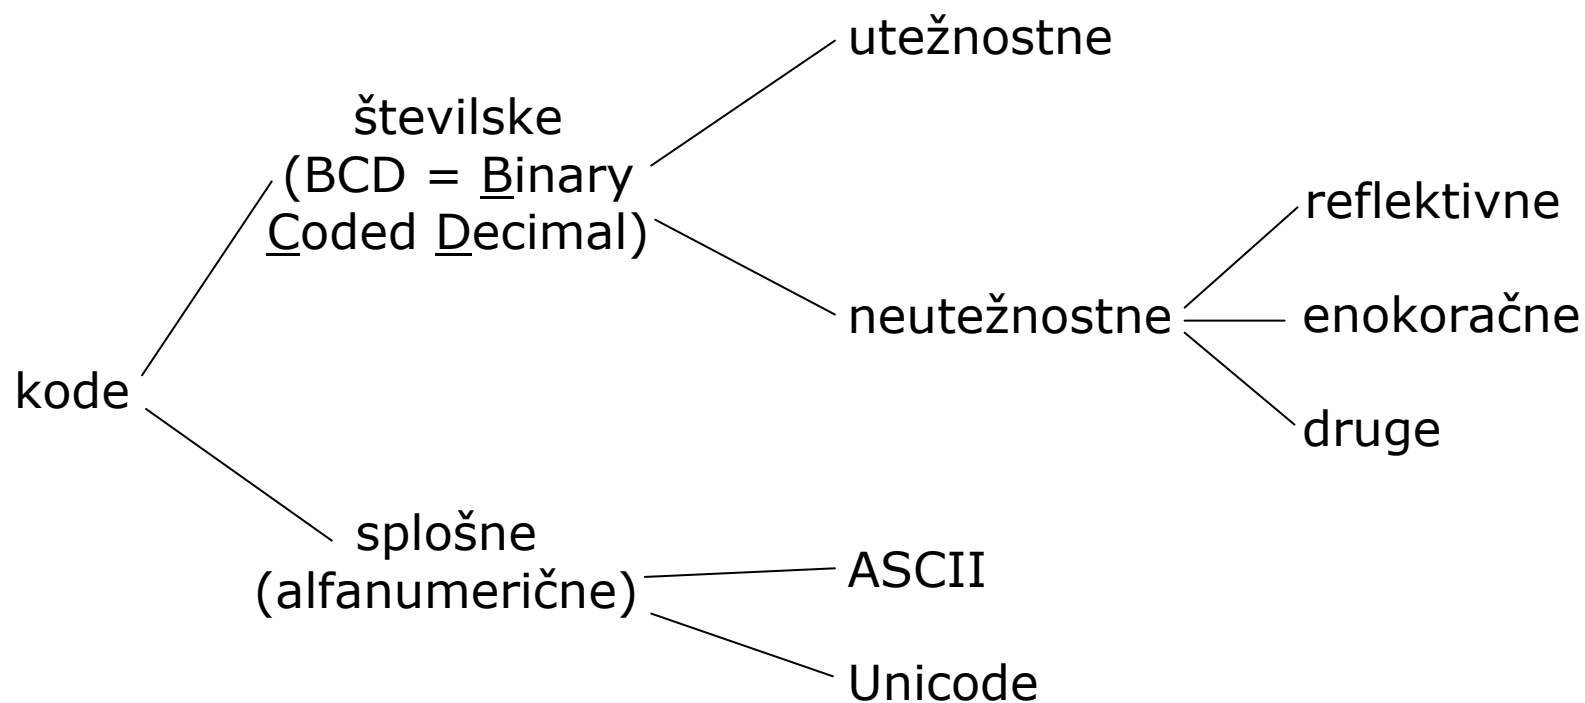 utežnostne
številske
(BCD = Binary
Coded Decimal)
reflektivne
neutežnostne
enokoračne
kode
druge
splošne
(alfanumerične)
ASCII
Unicode